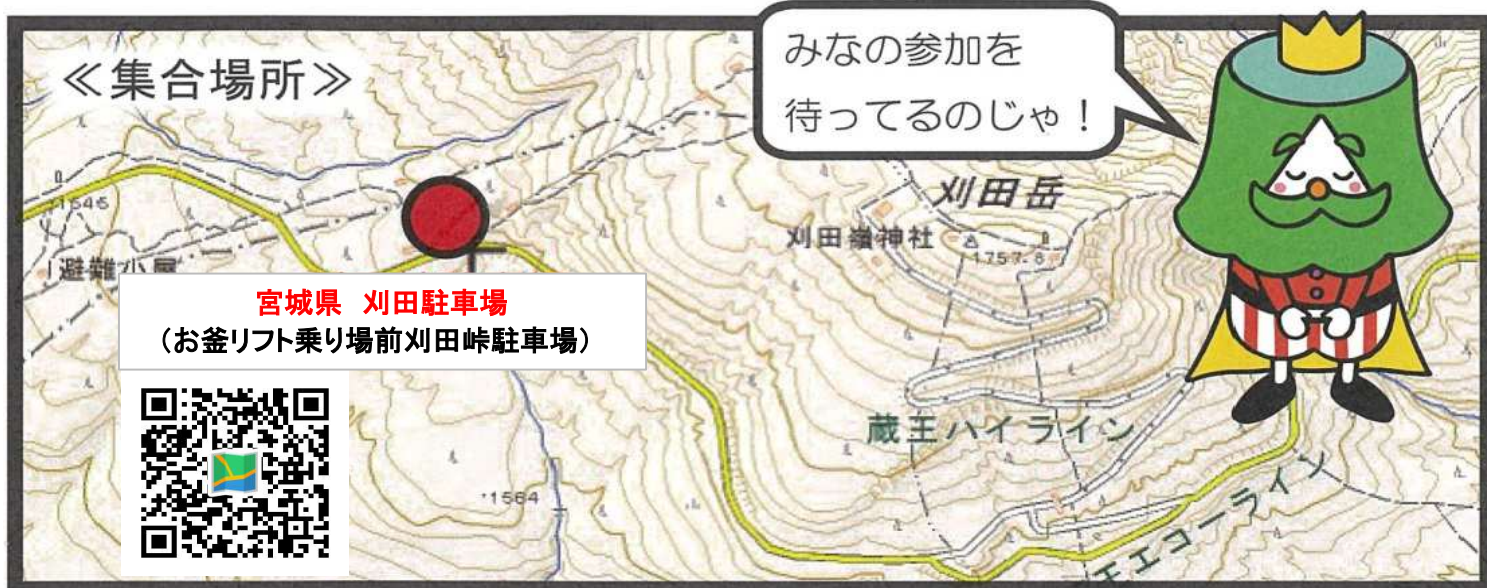 ≪集合場所≫
みなの参加を
待ってるのじゃ！
刈田岳
刈田嶺神社
1757.8
1545
避難小屋
宮城県　刈田駐車場
（お釜リフト乗り場前刈田峠駐車場）
蔵王ハイライン
・1564
王エコーライン